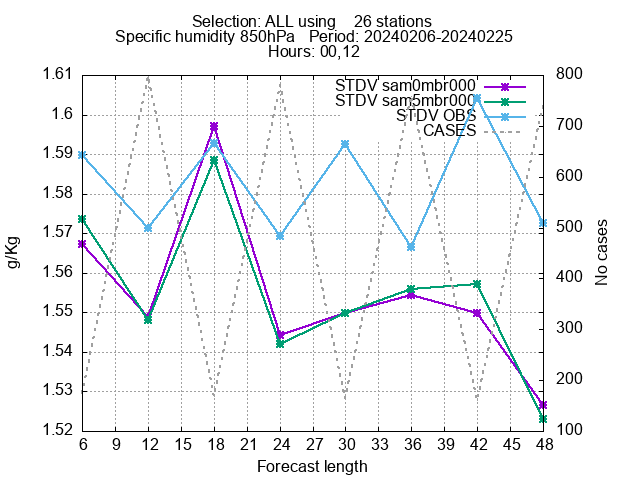 Selection: ALL using    26 stations
Specific humidity 850hPa   Period: 20240206-20240225
Hours: 00,12
STDV sam0mbr000
STDV sam5mbr000
STDV OBS
CASES
1.61
1.6
1.59
1.58
1.57
1.56
1.55
1.54
1.53
1.52
g/Kg
800
700
600
500
400
300
200
100
No cases
6 9 12 15 18 21 24 27 30 33 36 39 42 45 48
Forecast length